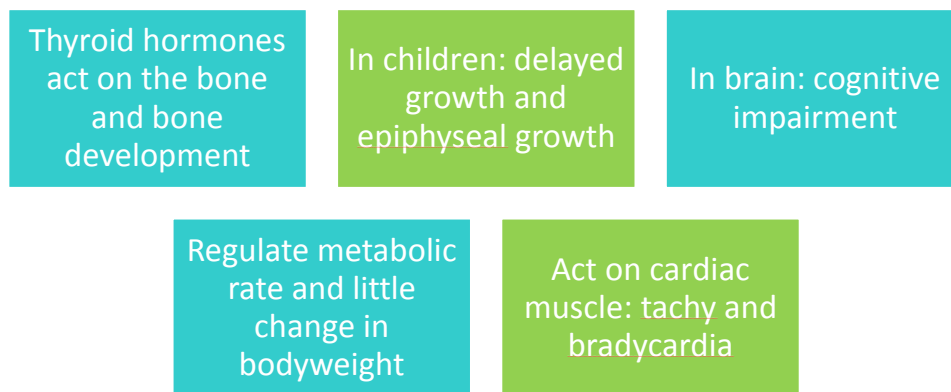 Thyroid hormones
act on the bone
and bone
development
In children: delayed
growth and
epiphyseal growth
In brain: cognitive
impairment
Regulate metabolic
rate and little
change in
bodyweight
Act on cardiac
muscle: tachy and
bradycardia